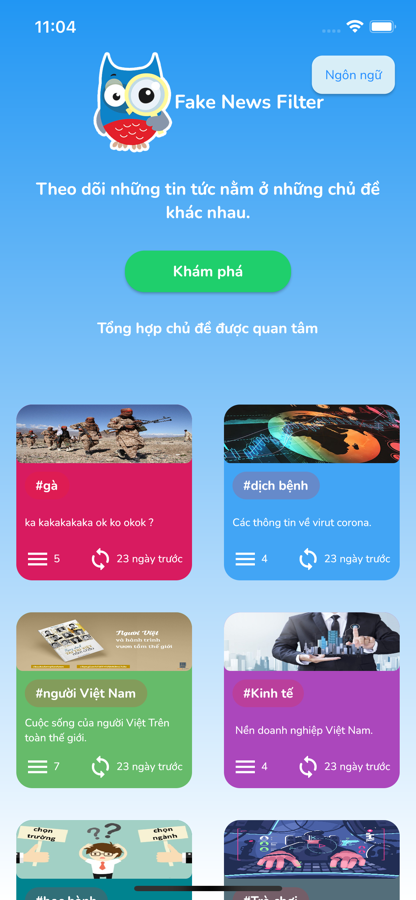 11:04
Ngôn ngữ
Fake News Filter
Theo dõi những tin tức nằm ở những chủ đề
khác nhau.
Khám phá
Tổng hợp chủ đề được quan tâm
#gà
ka kakakakaka ok ko okok ?
5
23 ngày trước
#dịch bệnh
Các thông tin về virut corona.
4
23 ngày trước
Người Việt
và hành trình
vươn tầm thế giới
#người Việt Nam
Cuộc sống của người Việt Trên
toàn thế giới.
7
23 ngày trước
#Kinh tế
Nền doanh nghiệp Việt Nam.
4
23 ngày trước
chọn
trường
??
chọn
ngành
#học hành
#Trò chơi